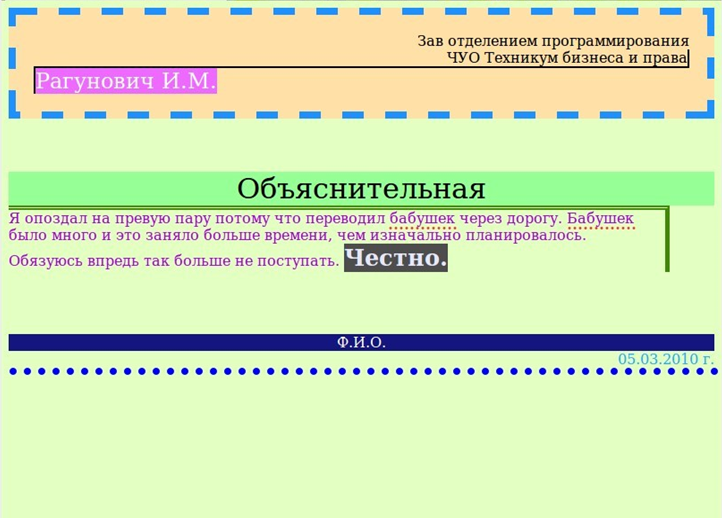 Зав отделением программирования
ЧУО Техникум бизнеса и права
Рагунович И.М.
Объяснительная
Я опоздал на превую пару потому что переводил бабушек через дорогу. Бабушек
было много и это заняло больше времени, чем изначально планировалось.
Обязуюсь впредь так больше не поступать. Честно.
Ф.И.О.
05.03.2010 г.